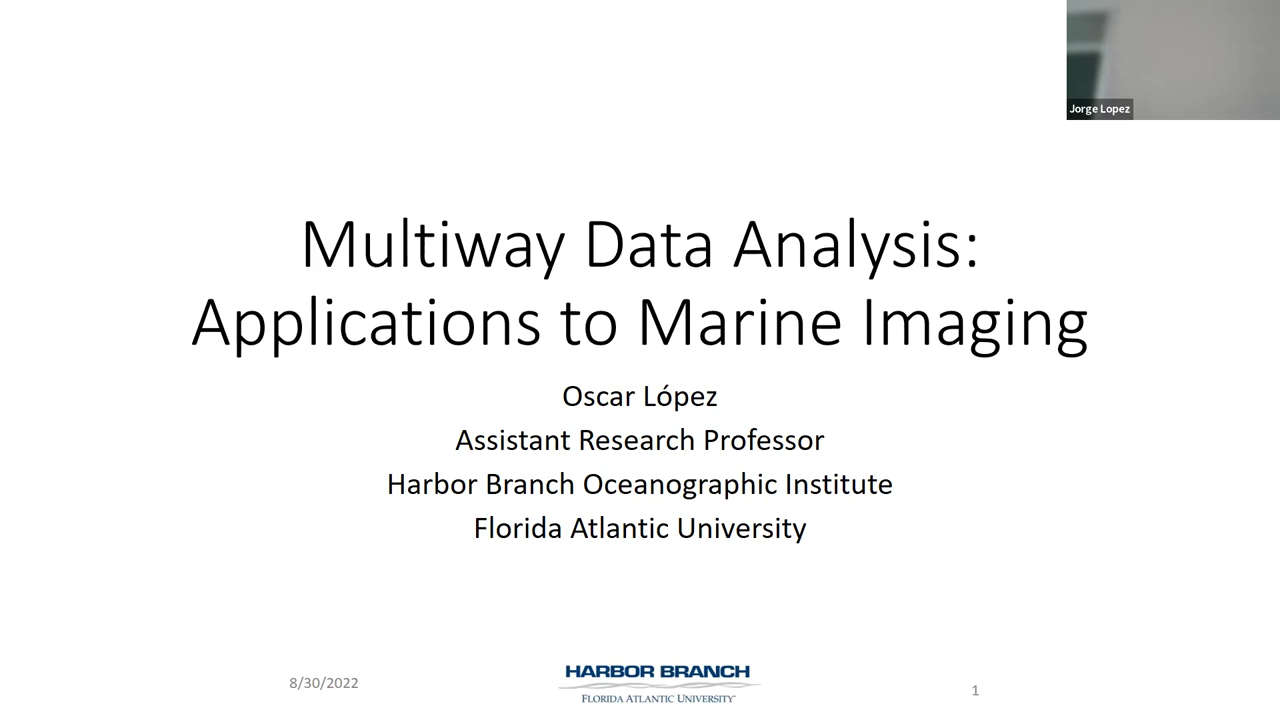 Jorge Lopez
Multiway Data Analysis:
Applications to Marine Imaging
Oscar López
Assistant Research Professor
Harbor Branch Oceanographic Institute
Florida Atlantic University
8/30/2022
HARBOR BRANCH
FLORIDA ATLANTIC UNIVERSITY
1